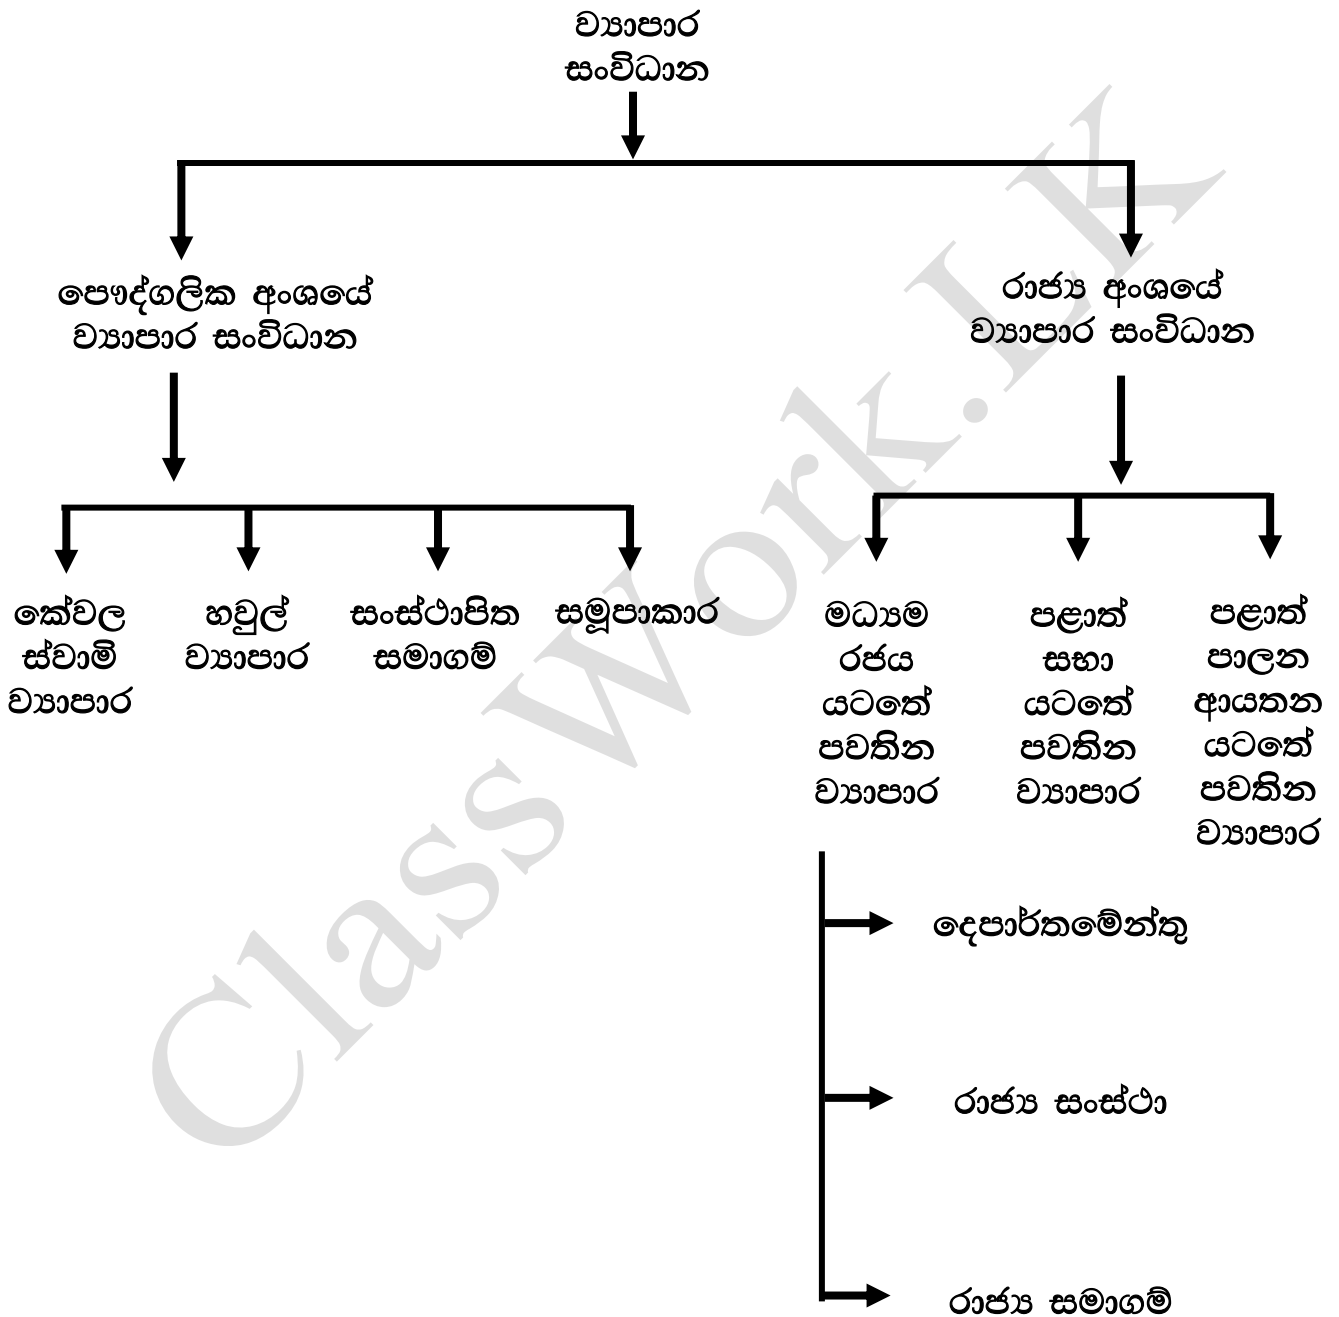 ව්‍යාපාර
සංවිධාන
පෞද්ගලික අංශයේ
ව්‍යාපාර සංවිධාන
රාජ්‍ය අංශයේ
ව්‍යාපාර සංවිධාන
කේවල
ස්වාමි
ව්‍යාපාර
හවුල්
ව්‍යාපාර
සංස්ථාපිත
සමාගම්
සමූපාකාර
මධ්‍යම
රජය
යටතේ
පවතින
ව්‍යාපාර
පළාත්
සභා
යටතේ
පවතින
ව්‍යාපාර
පළාත්
පාලන
ආයතන
යටතේ
පවතින
ව්‍යාපාර
දෙපාර්තමේන්තු
රාජ්‍ය සංස්ථා
රාජ්‍ය සමාගම්
ClassWork.LK